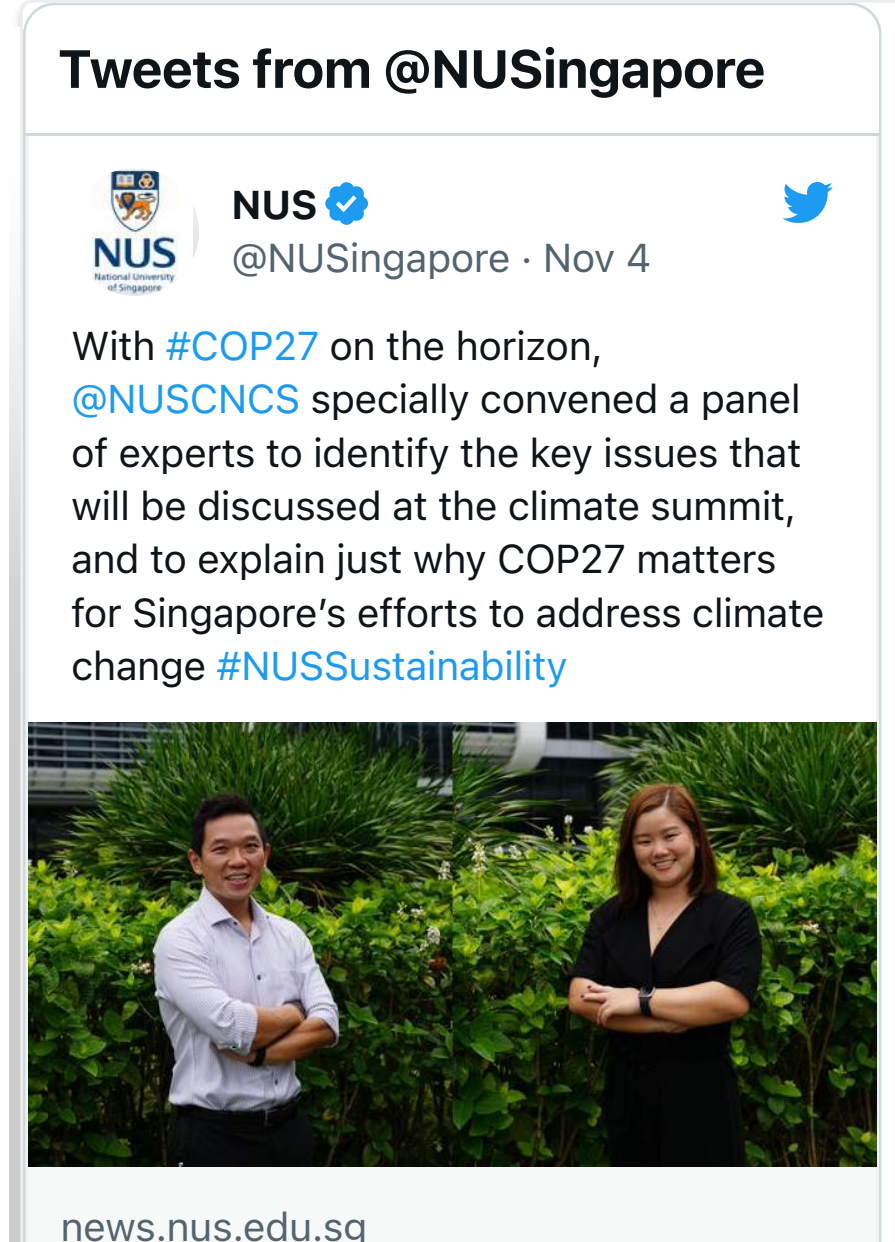 Tweets from @NUSingapore
NUS
National University
of Singapore
NUS
@NUSingapore · Nov 4
With #COP27 on the horizon,
@NUSCNCS specially convened a panel
of experts to identify the key issues that
will be discussed at the climate summit,
and to explain just why COP27 matters
for Singapore’s efforts to address climate
change #NUSSustainability
news.nus.edu.sg